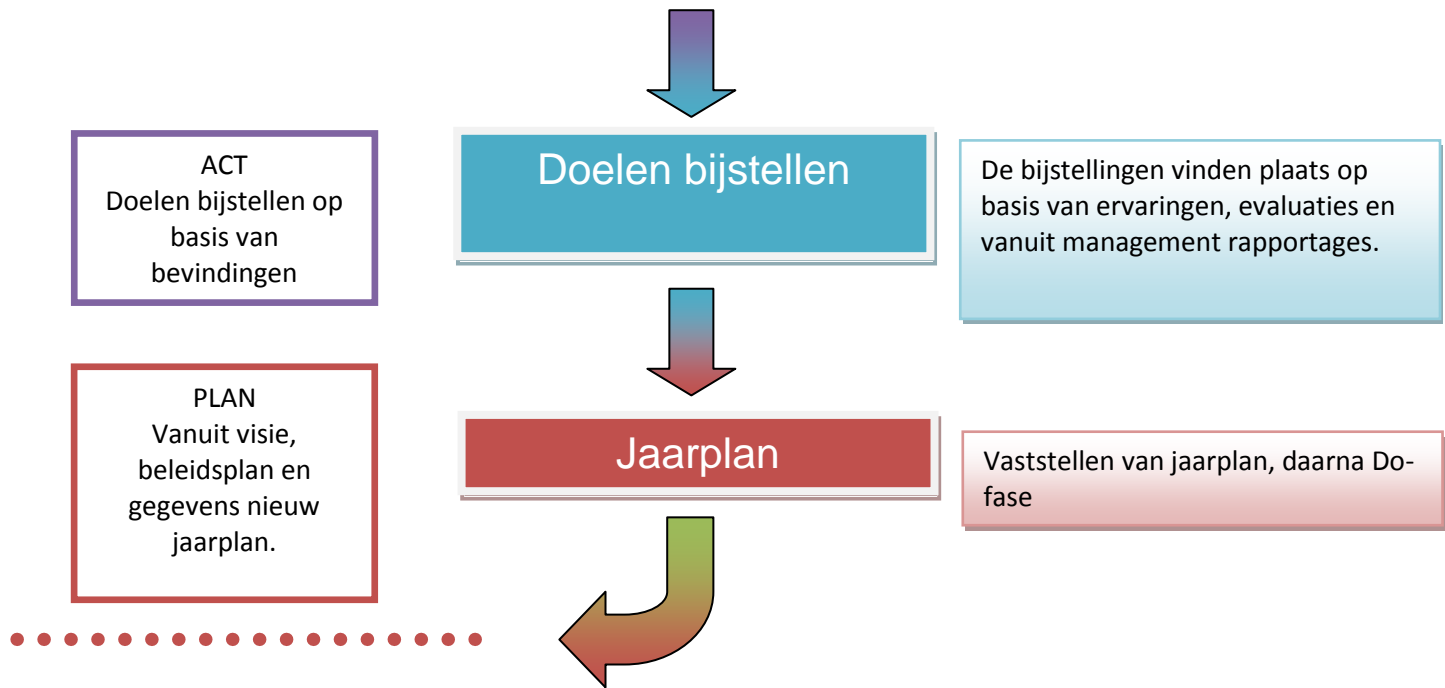 ACT
Doelen bijstellen op
basis van
bevindingen
Doelen bijstellen
De bijstellingen vinden plaats op
basis van ervaringen, evaluaties en
vanuit management rapportages.
PLAN
Vanuit visie,
beleidsplan en
gegevens nieuw
jaarplan.
Jaarplan
Vaststellen van jaarplan, daarna Do-
fase